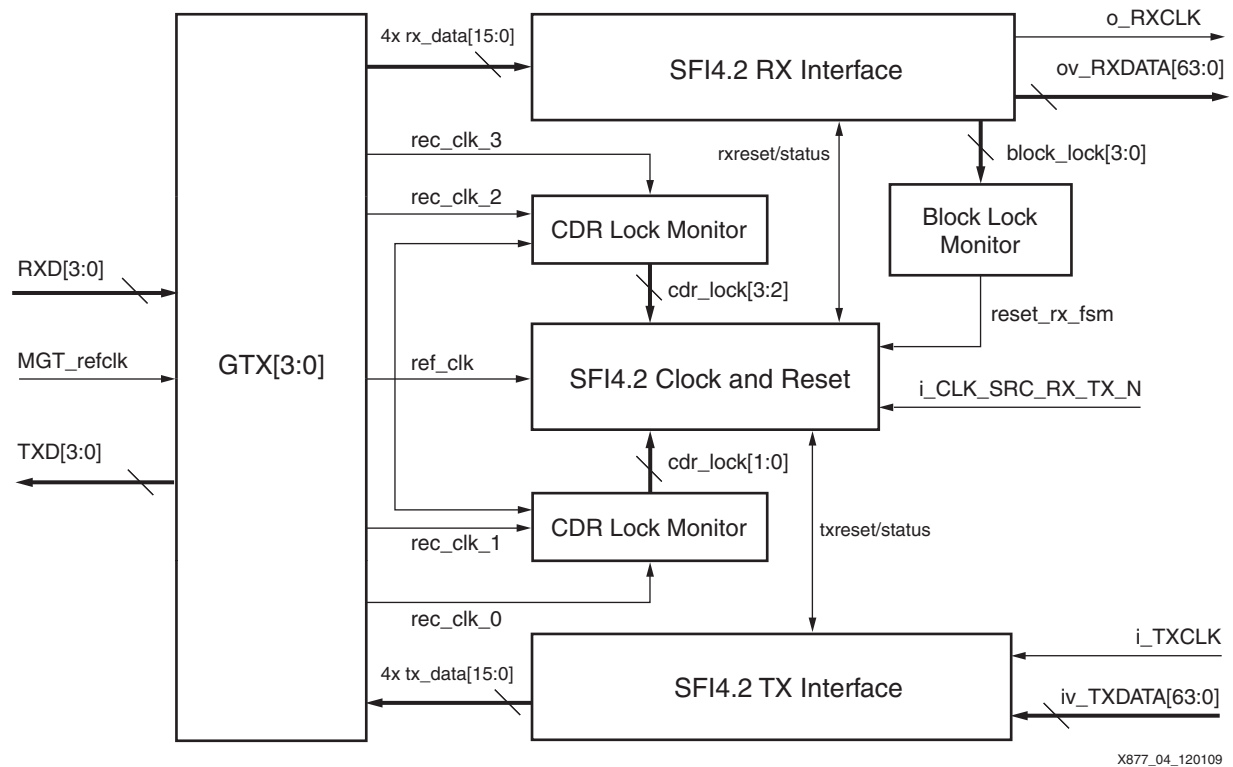 o_RXCLK
4x rx_data[15:0]
SFI4.2 RX Interface
ov_RXDATA[63:0]
rec_clk_3
rxreset/status
block_lock[3:0]
rec_clk_2
CDR Lock Monitor
Block Lock
Monitor
RXD[3:0]
cdr_lock[3:2]
reset_rx_fsm
MGT_refclk
GTX[3:0]
ref_clk
SFI4.2 Clock and Reset
i_CLK_SRC_RX_TX_N
TXD[3:0]
cdr_lock[1:0]
CDR Lock Monitor
txreset/status
rec_clk_1
rec_clk_0
i_TXCLK
4x tx_data[15:0]
SFI4.2 TX Interface
iv_TXDATA[63:0]
X877_04_120109